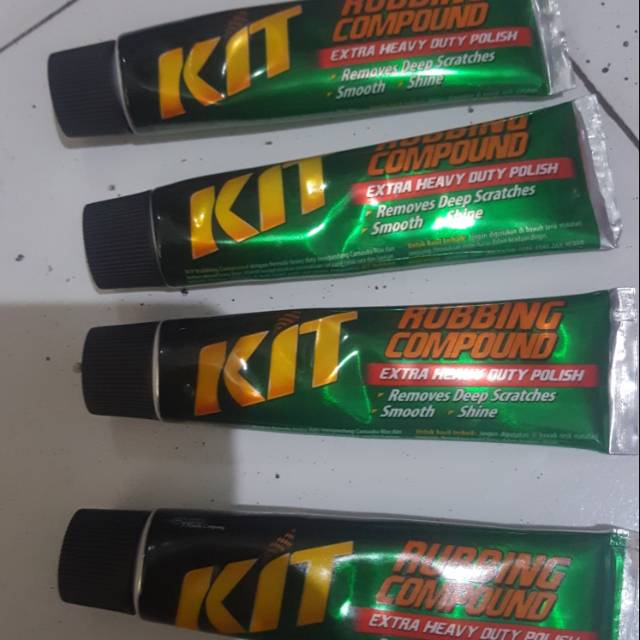 KIT
RUBBING
COMPOUND
EXTRA HEAVY DUTY POLISH
Removes Deep Scratches
Smooth Shine
KIT
RUBBING
COMPOUND
EXTRA HEAVY DUTY POLISH
Removes Deep Scratches
Smooth Shine
KIT
RUBBING
COMPOUND
EXTRA HEAVY DUTY POLISH
Removes Deep Scratches
Smooth Shine
KIT
RUBBING
COMPOUND
EXTRA HEAVY DUTY POLISH